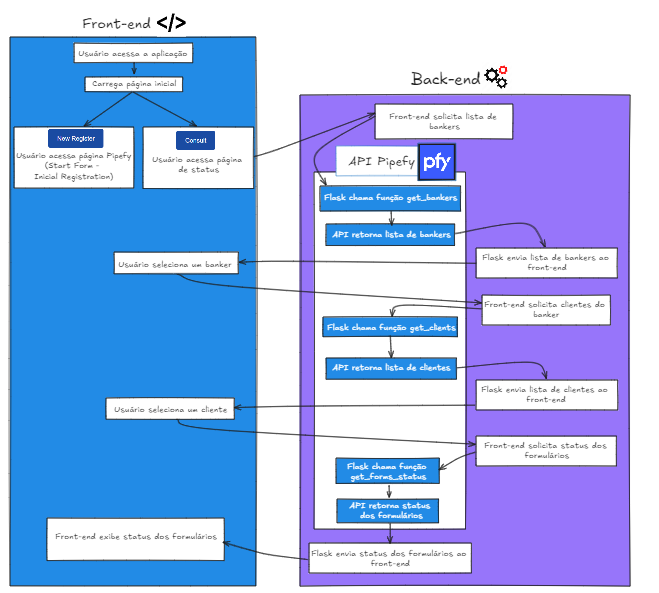 Front-end </>
Usuário acessa a aplicação
Carrega página inicial
New Register
Usuário acessa página Pipefy
(Start Form -
Inicial Registration)
Consult
Usuário acessa página
de status
Back-end
Front-end solicita lista de
bankers
API Pipefy
pfy
Flask chama função get_bankers
API retorna lista de bankers
Flask envia lista de bankers ao
front-end
Usuário seleciona um banker
Front-end solicita clientes do
banker
Flask chama função get_clients
API retorna lista de clientes
Flask envia lista de clientes ao
front-end
Usuário seleciona um cliente
Front-end solicita status dos
formulários
Flask chama função
get_forms_status
API retorna status
dos formulários
Front-end exibe status dos formulários
Flask envia status dos formulários ao
front-end